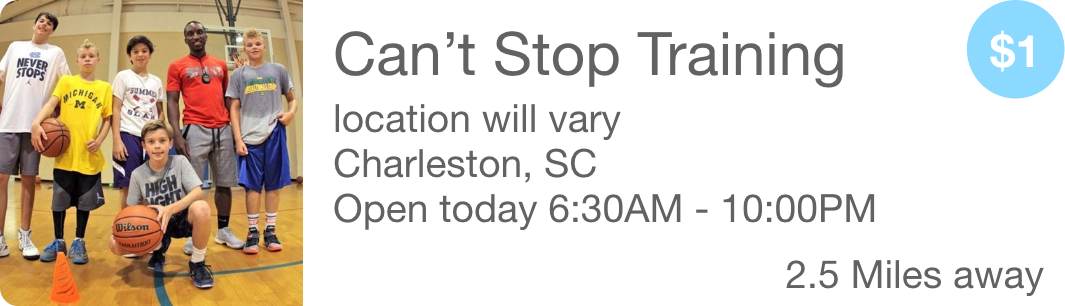 Can't Stop Training
$1
location will vary
Charleston, SC
Open today 6:30AM - 10:00PM
2.5 Miles away
NEVER
STOPS
MICHIGAN
M
SUMMER
SLAM
HIGH
Wilson